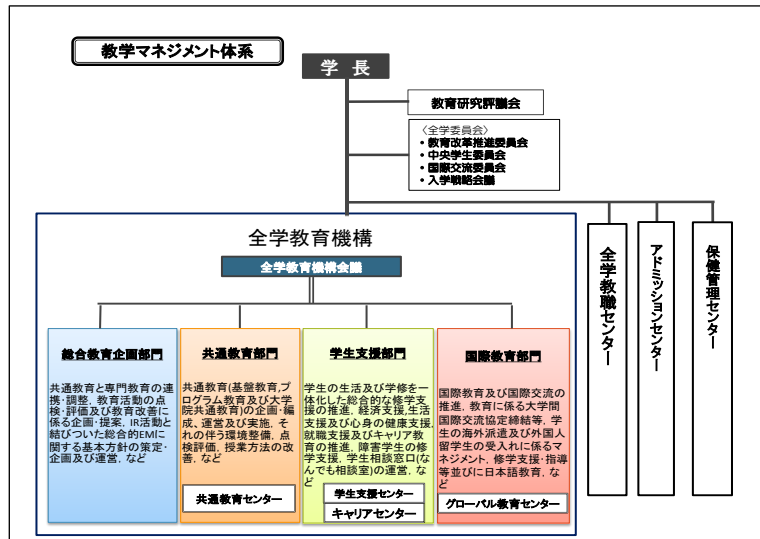 教学マネジメント体系
学 長
教育研究評議会
〈全学委員会〉
・教育改革推進委員会
・中央学生委員会
・国際交流委員会
・入学戦略会議
全学教育機構
全学教育機構会議
総合教育企画部門
共通教育と専門教育の連
携・調整, 教育活動の点
検・評価及び教育改善に
係る企画・提案, IR活動と
結びついた総合的EMに
関する基本方針の策定・
企画及び運営, など
共通教育部門
共通教育(基盤教育,プ
ログラム教育及び大学
院共通教育)の企画・編
成, 運営及び実施, そ
れの伴う環境整備, 点
検評価, 授業方法の改
善, など
共通教育センター
学生支援部門
学生の生活及び学修を一
体化した総合的な修学支
援の推進, 経済支援,生活
支援及び心身の健康支援,
就職支援及びキャリア教育
の推進, 障害学生の修
学支援, 学生相談窓口(な
んでも相談室)の運営, な
ど
学生支援センター
キャリアセンター
国際教育部門
国際教育及び国際交流の
推進, 教育に係る大学間
国際交流協定締結等, 学
生の海外派遣及び外国人
留学生の受入れに係るマ
ネジメント, 修学支援・指導
等並びに日本語教育, な
ど
グローバル教育センター
全学教職センター
アドミッションセンター
保健管理センター